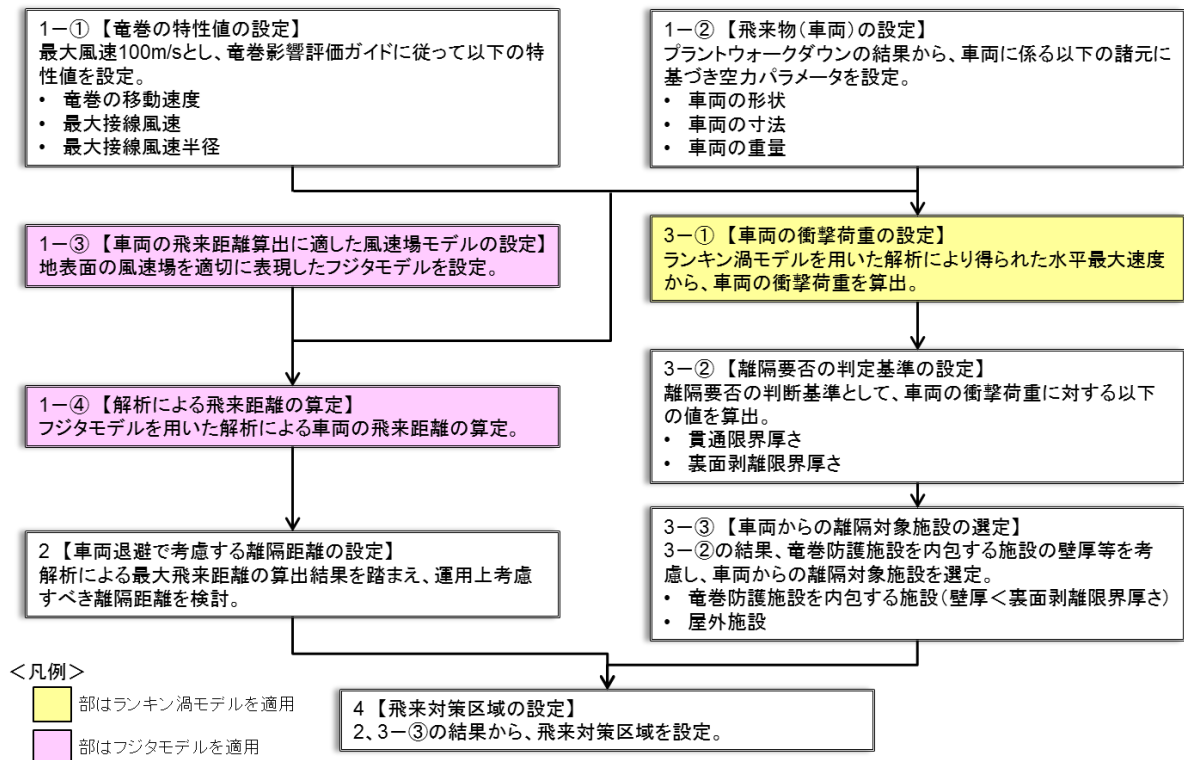 1-① 【竜巻の特性値の設定】
最大風速100m/sとし、竜巻影響評価ガイドに従って以下の特
性値を設定。
• 竜巻の移動速度
• 最大接線風速
• 最大接線風速半径
1-② 【飛来物(車両)の設定】
プラントウォークダウンの結果から、車両に係る以下の諸元に
基づき空力パラメータを設定。
• 車両の形状
• 車両の寸法
• 車両の重量
1-③ 【車両の飛来距離算出に適した風速場モデルの設定】
地表面の風速場を適切に表現したフジタモデルを設定。
3-① 【車両の衝撃荷重の設定】
ランキン渦モデルを用いた解析により得られた水平最大速度
から、車両の衝撃荷重を算出。
1-④ 【解析による飛来距離の算定】
フジタモデルを用いた解析による車両の飛来距離の算定。
3-② 【離隔要否の判定基準の設定】
離隔要否の判断基準として、車両の衝撃荷重に対する以下
の値を算出。
• 貫通限界厚さ
• 裏面剥離限界厚さ
2 【車両退避で考慮する離隔距離の設定】
解析による最大飛来距離の算出結果を踏まえ、運用上考慮
すべき離隔距離を検討。
3-③ 【車両からの離隔対象施設の選定】
3-②の結果、竜巻防護施設を内包する施設の壁厚等を考
慮し、車両からの離隔対象施設を選定。
• 竜巻防護施設を内包する施設(壁厚<裏面剥離限界厚さ)
• 屋外施設
<凡例>
部はランキン渦モデルを適用
部はフジタモデルを適用
4 【飛来対策区域の設定】
2、3-③の結果から、飛来対策区域を設定。